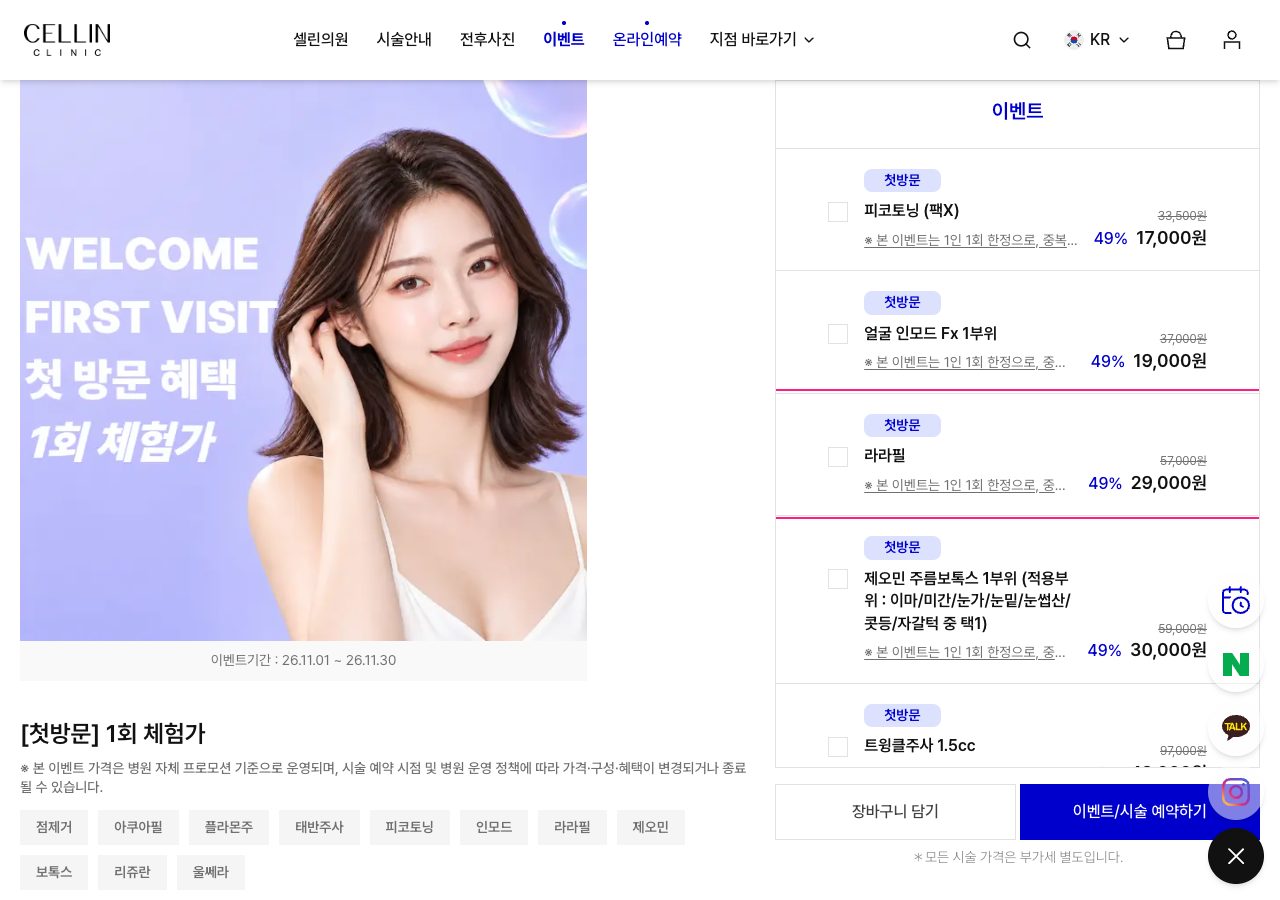 CELLIN
CLINIC
셀린의원 시술안내 전후사진 이벤트 온라인예약 지점 바로가기
KR
WELCOME
FIRST VISIT
첫 방문 혜택
1회 체험가
이벤트기간 : 26.11.01 ~ 26.11.30
[첫방문] 1회 체험가
※ 본 이벤트 가격은 병원 자체 프로모션 기준으로 운영되며, 시술 예약 시점 및 병원 운영 정책에 따라 가격·구성·혜택이 변경되거나 종료
될 수 있습니다.
점제거 아쿠아필 플라몬주 태반주사 피코토닝 인모드 라라필 제오민
보톡스 리쥬란 울쎄라
이벤트
첫방문
피코토닝 (팩X)
33,500원
※ 본 이벤트는 1인 1회 한정으로, 중복... 49% 17,000원
첫방문
얼굴 인모드 Fx 1부위
37,000원
※ 본 이벤트는 1인 1회 한정으로, 중... 49% 19,000원
첫방문
라라필
57,000원
※ 본 이벤트는 1인 1회 한정으로, 중... 49% 29,000원
첫방문
제오민 주름보톡스 1부위 (적용부
위 : 이마/미간/눈가/눈밑/눈썹산/
콧등/자갈턱 중 택1)
59,000원
※ 본 이벤트는 1인 1회 한정으로, 중... 49% 30,000원
첫방문
트윙클주사 1.5cc
97,000원
장바구니 담기 이벤트/시술 예약하기
＊모든 시술 가격은 부가세 별도입니다.
N
TALK